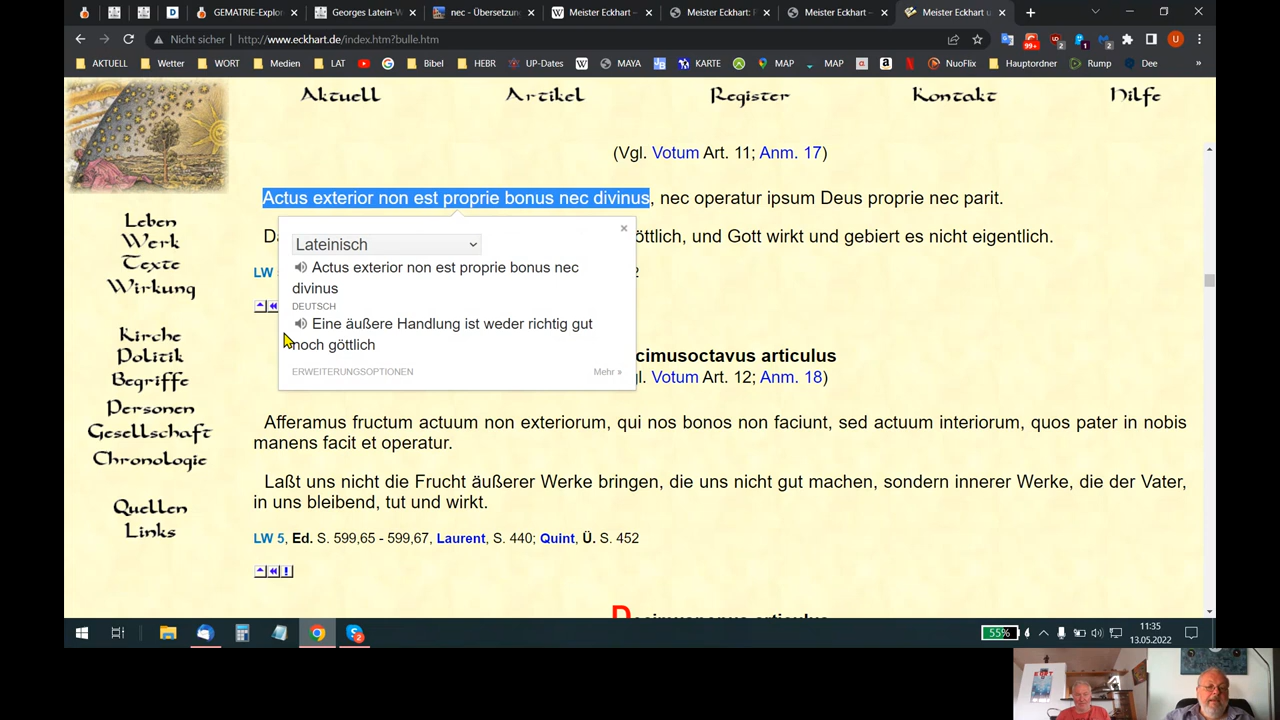 GEMATRIE-Explor
Georges Latein-W
nec - Übersetzun
Meister Eckhart –
Meister Eckhart:
Meister Eckhart –
Meister Eckhart u
Nicht sicher | http://www.eckhart.de/index.htm?bulle.htm
AKTUELL Wetter WORT Medien LAT Bibel HEBR UP-Dates MAYA KARTE MAP MAP NuoFlix Hauptordner Rump Dee »
Aktuell Artikel Register Kontakt Hilfe
Leben
Werk
Texte
Wirkung
Kirche
Politik
Begriffe
Personen
Gesellschaft
Chronologie
Quellen
Links
(Vgl. Votum Art. 11; Anm. 17)
Actus exterior non est proprie bonus nec divinus, nec operatur ipsum Deus proprie nec parit.
öttlich, und Gott wirkt und gebiert es nicht eigentlich.
LW
2
Lateinisch
Actus exterior non est proprie bonus nec
divinus
DEUTSCH
Eine äußere Handlung ist weder richtig gut
noch göttlich
ERWEITERUNGSOPTIONEN Mehr »
cimusoctavus articulus
gl. Votum Art. 12; Anm. 18)
Afferamus fructum actuum non exteriorum, qui nos bonos non faciunt, sed actuum interiorum, quos pater in nobis
manens facit et operatur.
Laßt uns nicht die Frucht äußerer Werke bringen, die uns nicht gut machen, sondern innerer Werke, die der Vater,
in uns bleibend, tut und wirkt.
LW 5, Ed. S. 599,65 - 599,67, Laurent, S. 440; Quint, Ü. S. 452
55%
11:35
13.05.2022